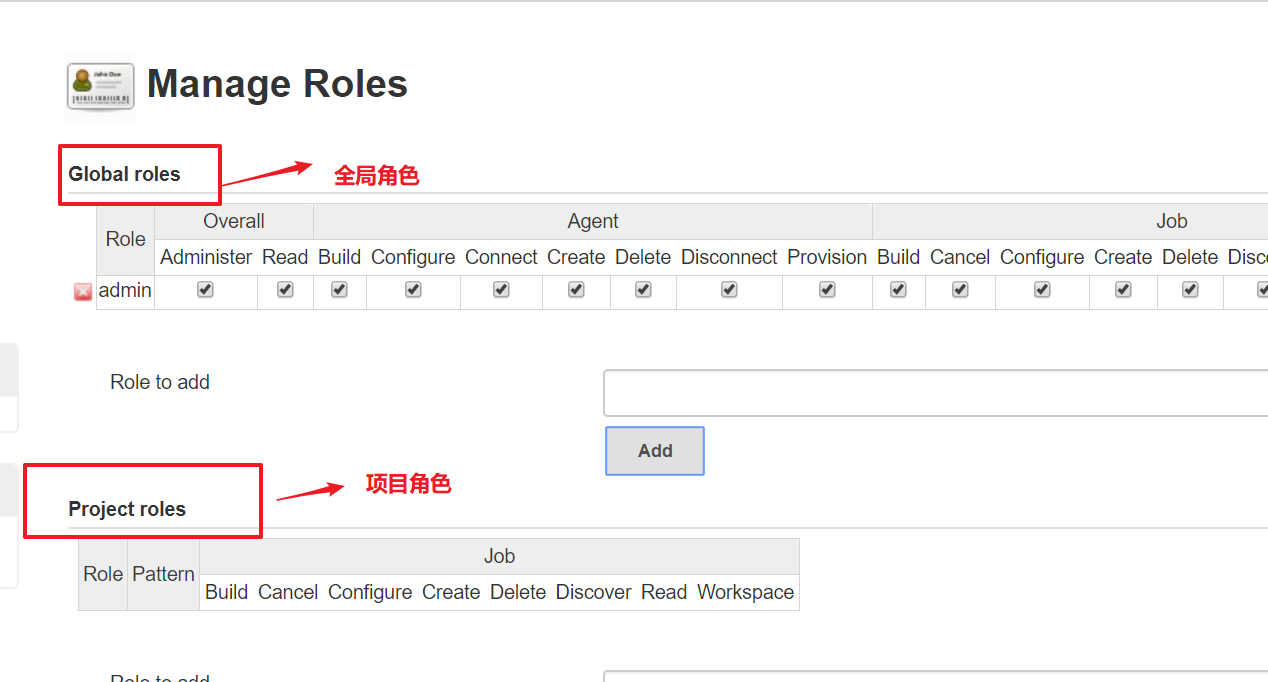 Manage Roles
Global roles
全局角色
Role
Overall
Agent
Job
Administer Read Build Configure Connect Create Delete Disconnect Provision Build Cancel Configure Create Delete Disco
admin
Role to add
Add
项目角色
Project roles
Role Pattern
Job
Build Cancel Configure Create Delete Discover Read Workspace
Role to add